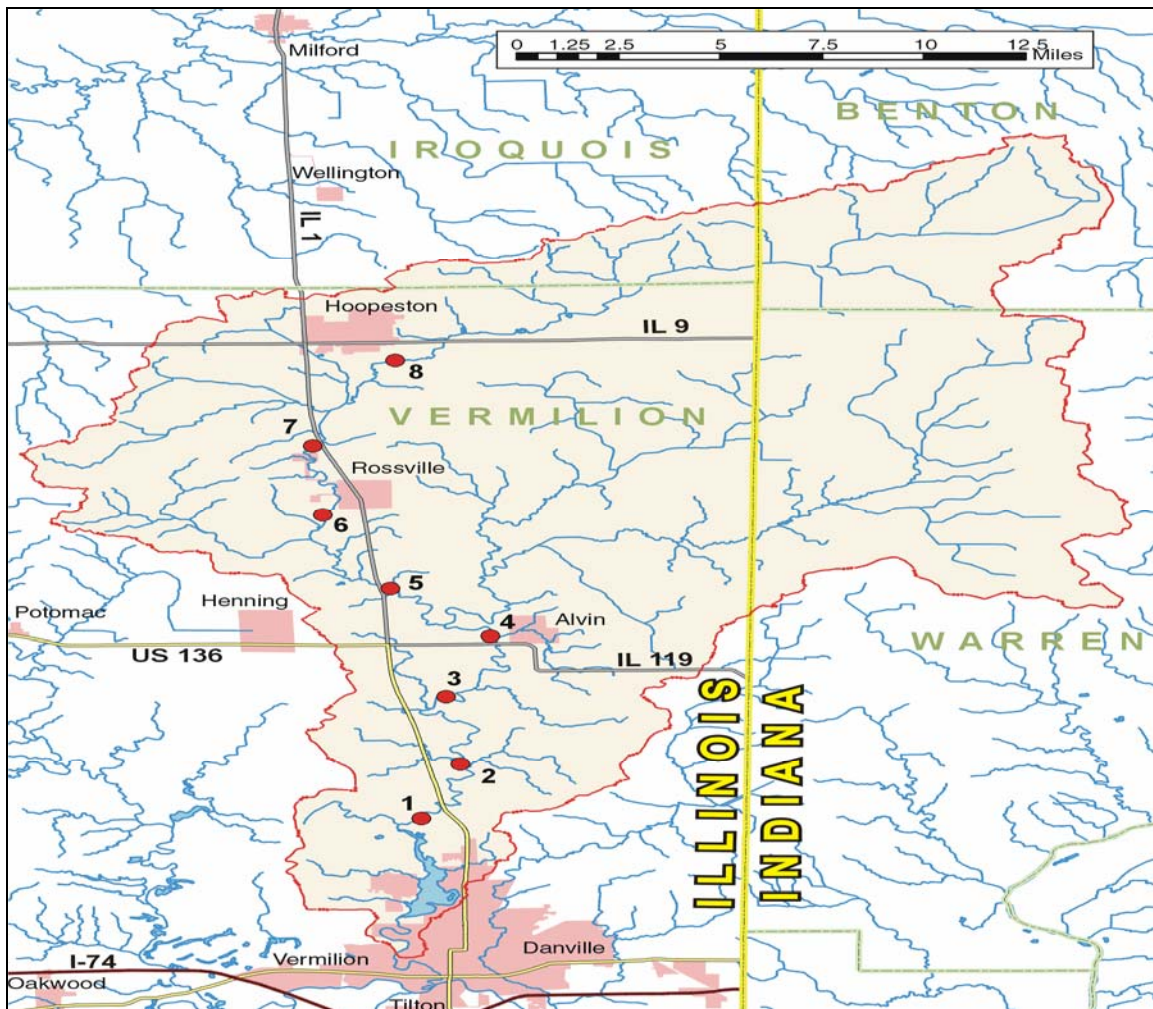 Milford
0 1.25 2.5 5 7.5 10 12.5
Miles
BENTON
IROQUOIS
Wellington
IL 1
Hoopeston
IL 9
8
VERMILION
7
Rossville
6
5
Henning
Potomac
4
Alvin
US 136
IL 119
WARREN
3
ILLINOIS
INDIANA
2
1
Danville
Vermilion
I-74
Oakwood
Tilton